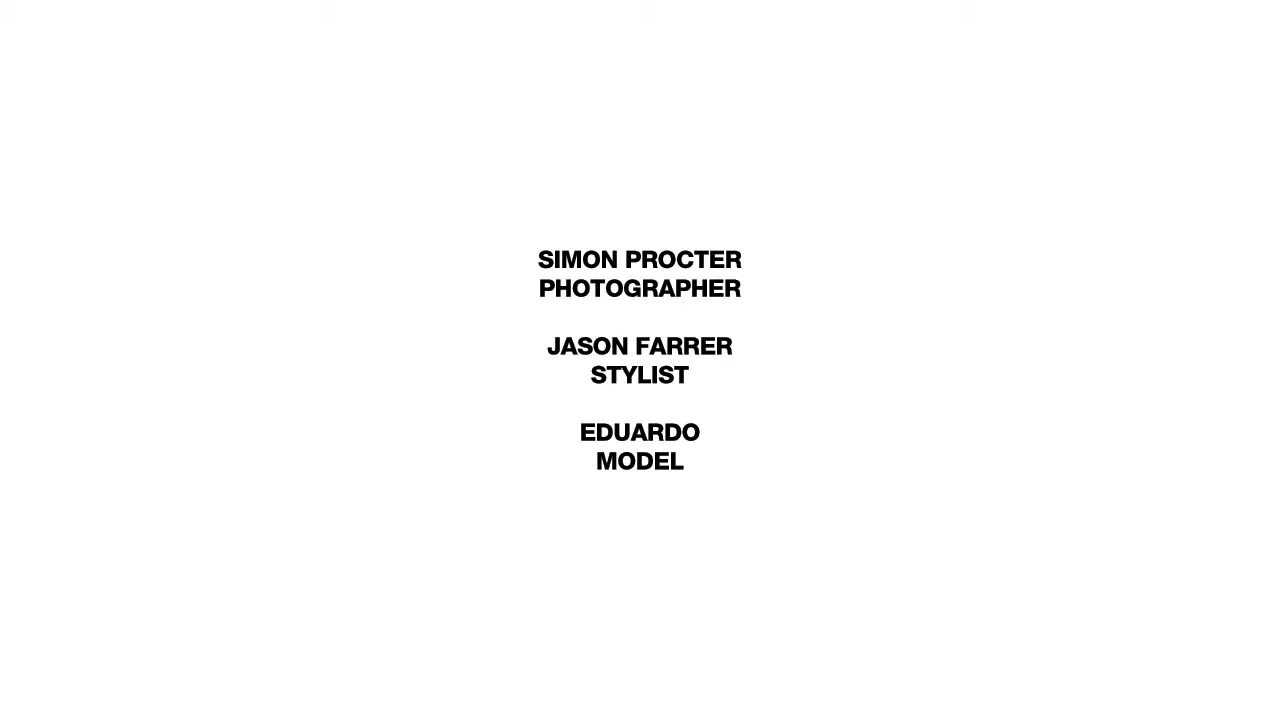 SIMON PROCTER
PHOTOGRAPHER
JASON FARRER
STYLIST
EDUARDO
MODEL